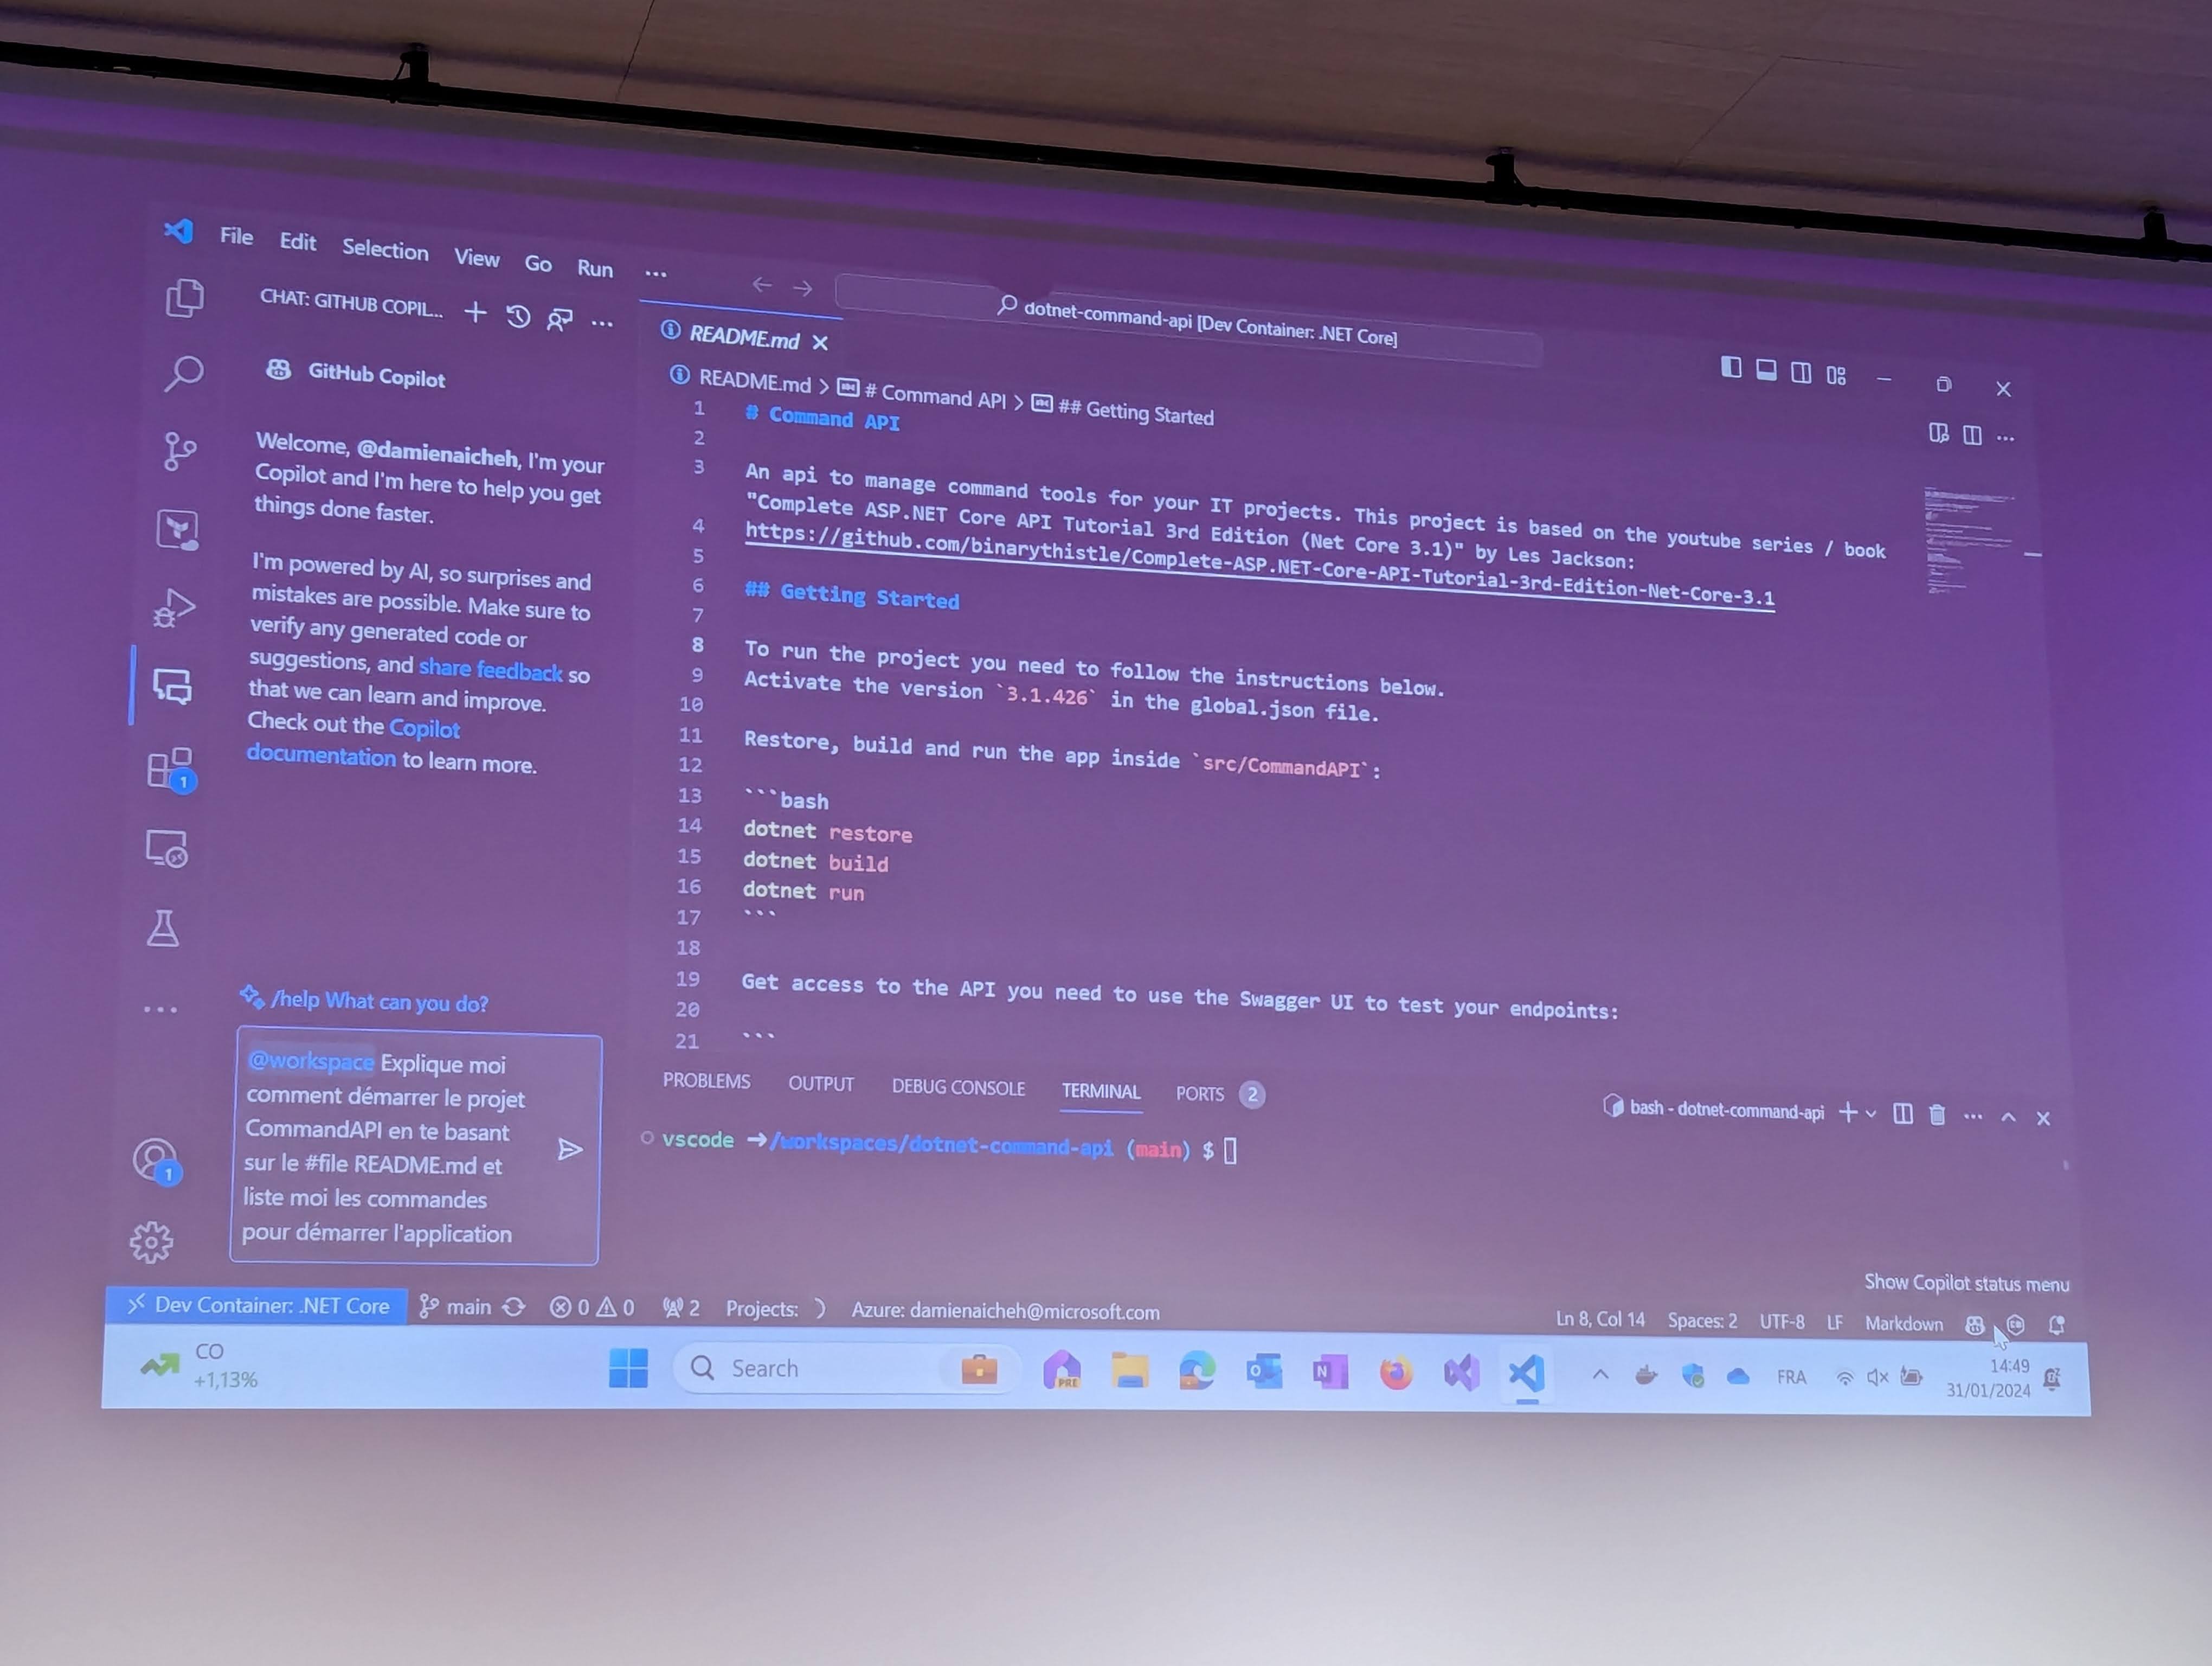 File Edit Selection View Go Run ...
dotnet-command-api [Dev Container: .NET Core]
CHAT: GITHUB COPIL... + ...
GitHub Copilot
Welcome, @damienaicheh, I'm your
Copilot and I'm here to help you get
things done faster.
I'm powered by AI, so surprises and
mistakes are possible. Make sure to
verify any generated code or
suggestions, and share feedback so
that we can learn and improve.
Check out the Copilot
documentation to learn more.
/help What can you do?
@workspace Explique moi
comment démarrer le projet
CommandAPI en te basant
sur le #file README.md et
liste moi les commandes
pour démarrer l'application
README.md
README.md > # Command API > ## Getting Started
1 # Command API
2
3 An api to manage command tools for your IT projects. This project is based on the youtube series / book
"Complete ASP.NET Core API Tutorial 3rd Edition (Net Core 3.1)" by Les Jackson:
4 https://github.com/binarythistle/Complete-ASP.NET-Core-API-Tutorial-3rd-Edition-Net-Core-3.1
5
6 ## Getting Started
7
8 To run the project you need to follow the instructions below.
9 Activate the version `3.1.426` in the global.json file.
10
11 Restore, build and run the app inside `src/CommandAPI`:
12
13 ```bash
14 dotnet restore
15 dotnet build
16 dotnet run
17 ```
18
19 Get access to the API you need to use the Swagger UI to test your endpoints:
20
21 ```
PROBLEMS OUTPUT DEBUG CONSOLE TERMINAL PORTS 2
bash - dotnet-command-api
vscode ➜ /workspaces/dotnet-command-api (main) $
1
1
Show Copilot status menu
Dev Container: .NET Core main 0 0 2 Projects: Azure: damienaicheh@microsoft.com
Ln 8, Col 14 Spaces: 2 UTF-8 LF Markdown
CO
+1,13%
Search
PRE
FRA
14:49
31/01/2024